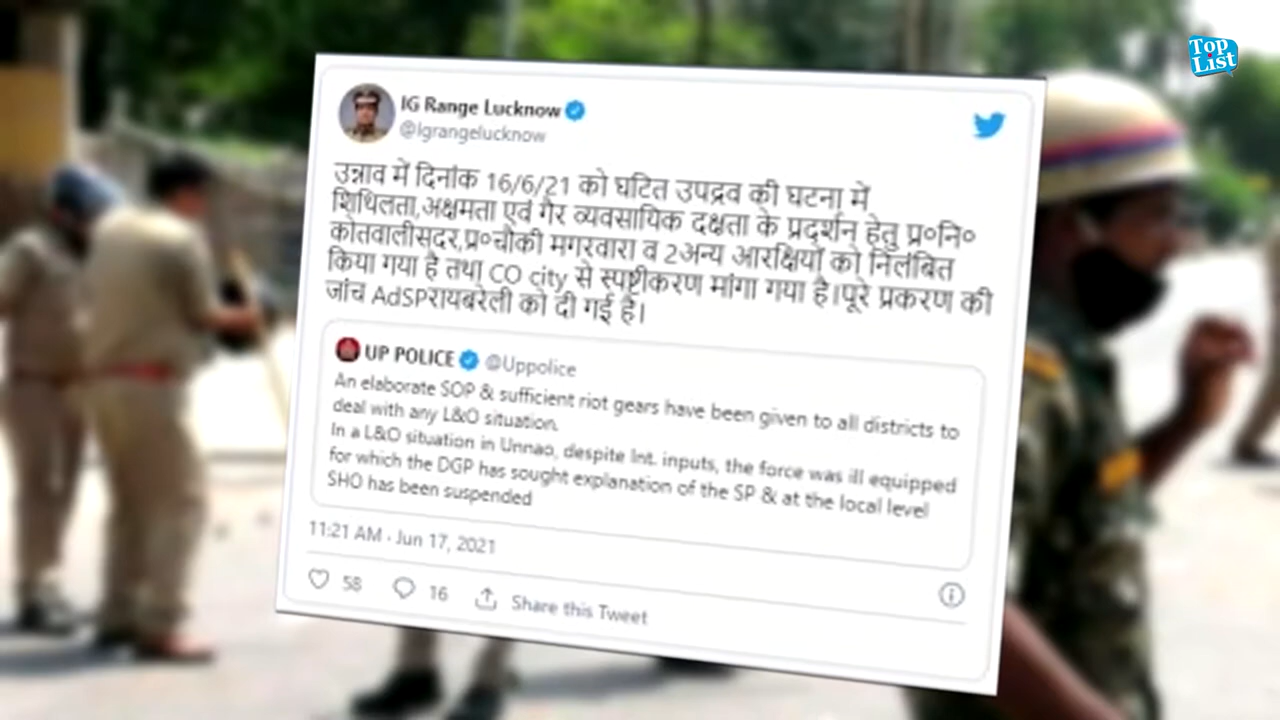 Top
List
IG Range Lucknow
@Igrangelucknow
उन्नाव में दिनांक 16/6/21 को घटित उपद्रव की घटना में
शिथिलता,अक्षमता एवं गैर व्यवसायिक दक्षता के प्रदर्शन हेतु प्र०नि०
कोतवालीसदर,प्र०चौकी मगरवारा व 2अन्य आरक्षियों को निलंबित
किया गया है तथा CO city से स्पष्टीकरण मांगा गया है।पूरे प्रकरण की
जांच AdSPरायबरेली को दी गई है।
UP POLICE @Uppolice
An elaborate SOP & sufficient riot gears have been given to all districts to
deal with any L&O situation.
In a L&O situation in Unnao, despite Int. inputs, the force was ill equipped
for which the DGP has sought explanation of the SP & at the local level
SHO has been suspended
11:21 AM · Jun 17, 2021
58 16 Share this Tweet